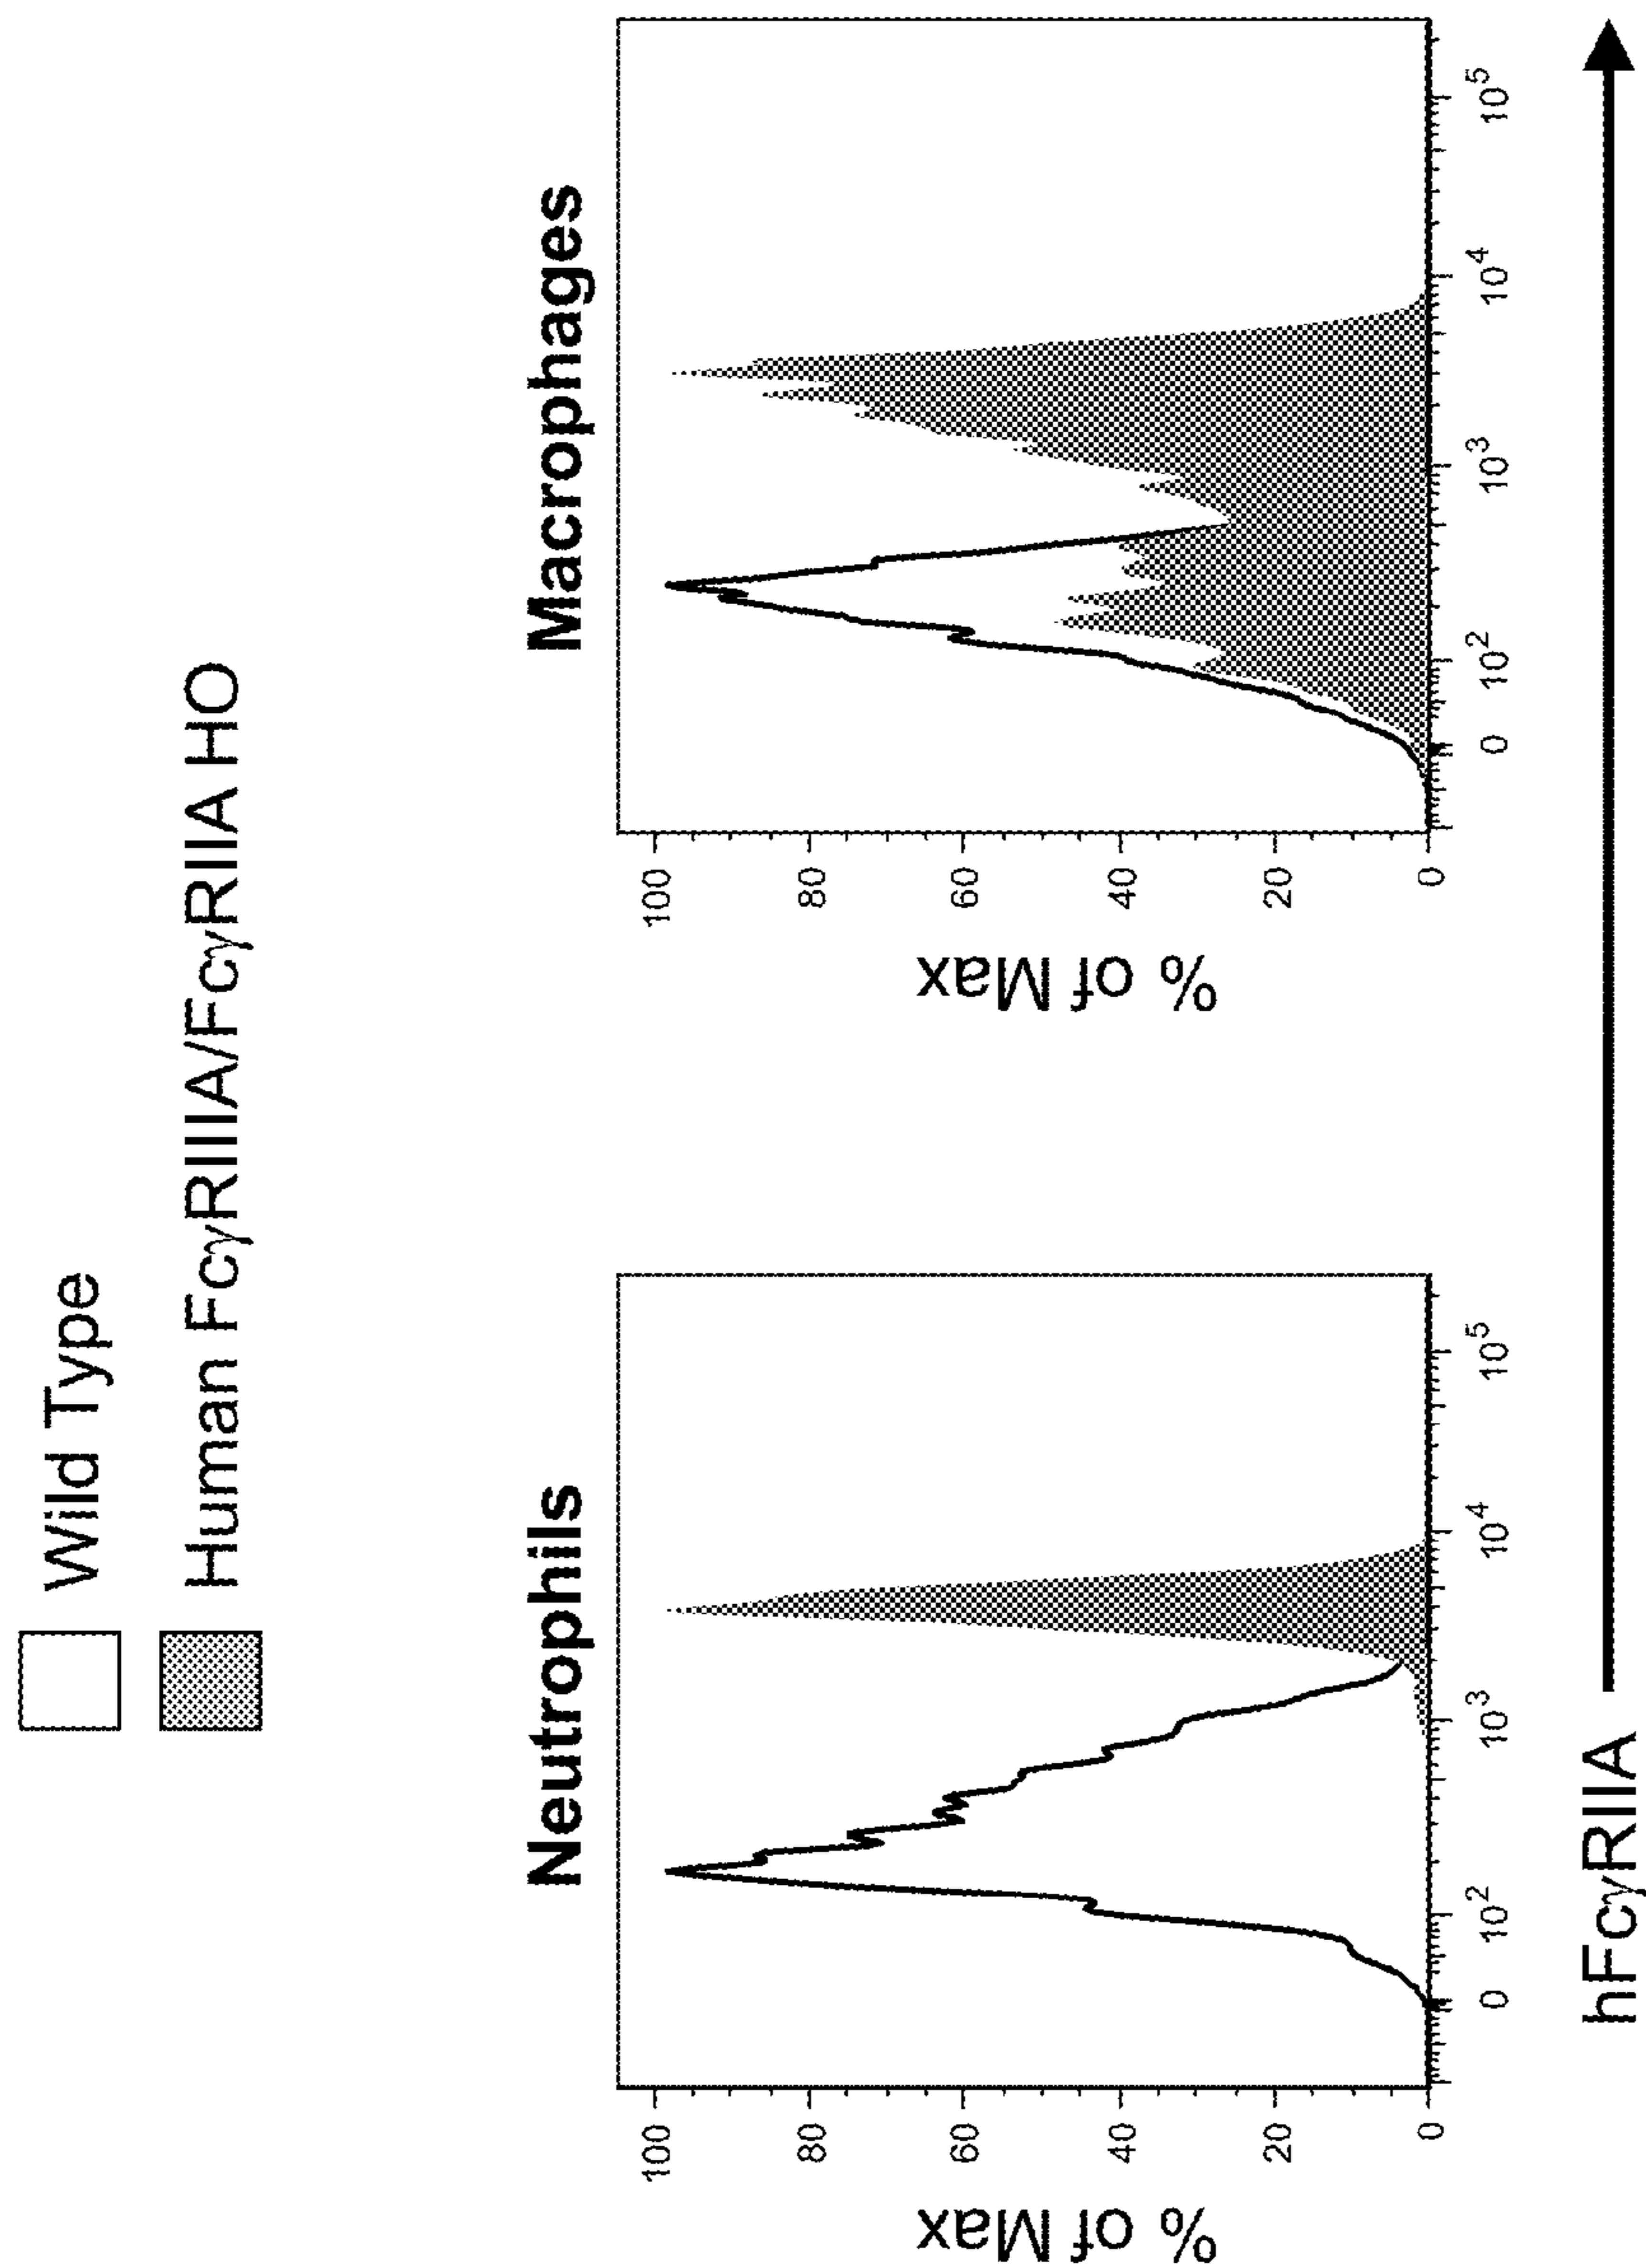 Wild Type
Human FcγRIIIA/FcγRIIA HO
Neutrophils
% of Max
100
80
60
40
20
0
0 10² 10³ 10⁴ 10⁵
Macrophages
% of Max
100
80
60
40
20
0
0 10² 10³ 10⁴ 10⁵
hFcγRIIA